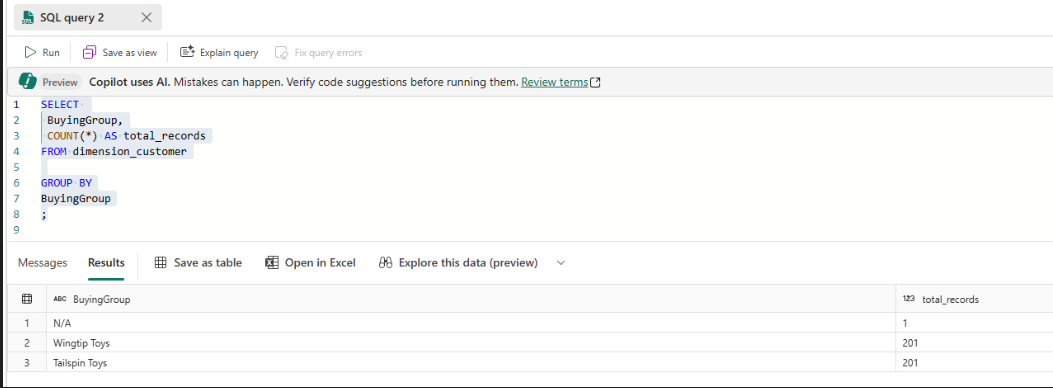 SQL query 2
Run Save as view Explain query Fix query errors
Preview Copilot uses AI. Mistakes can happen. Verify code suggestions before running them. Review terms
1 SELECT
2 BuyingGroup,
3 COUNT(*) AS total_records
4 FROM dimension_customer
5
6 GROUP BY
7 BuyingGroup
8 ;
9
Messages Results Save as table Open in Excel Explore this data (preview)
ABC BuyingGroup 123 total_records
1 N/A 1
2 Wingtip Toys 201
3 Tailspin Toys 201